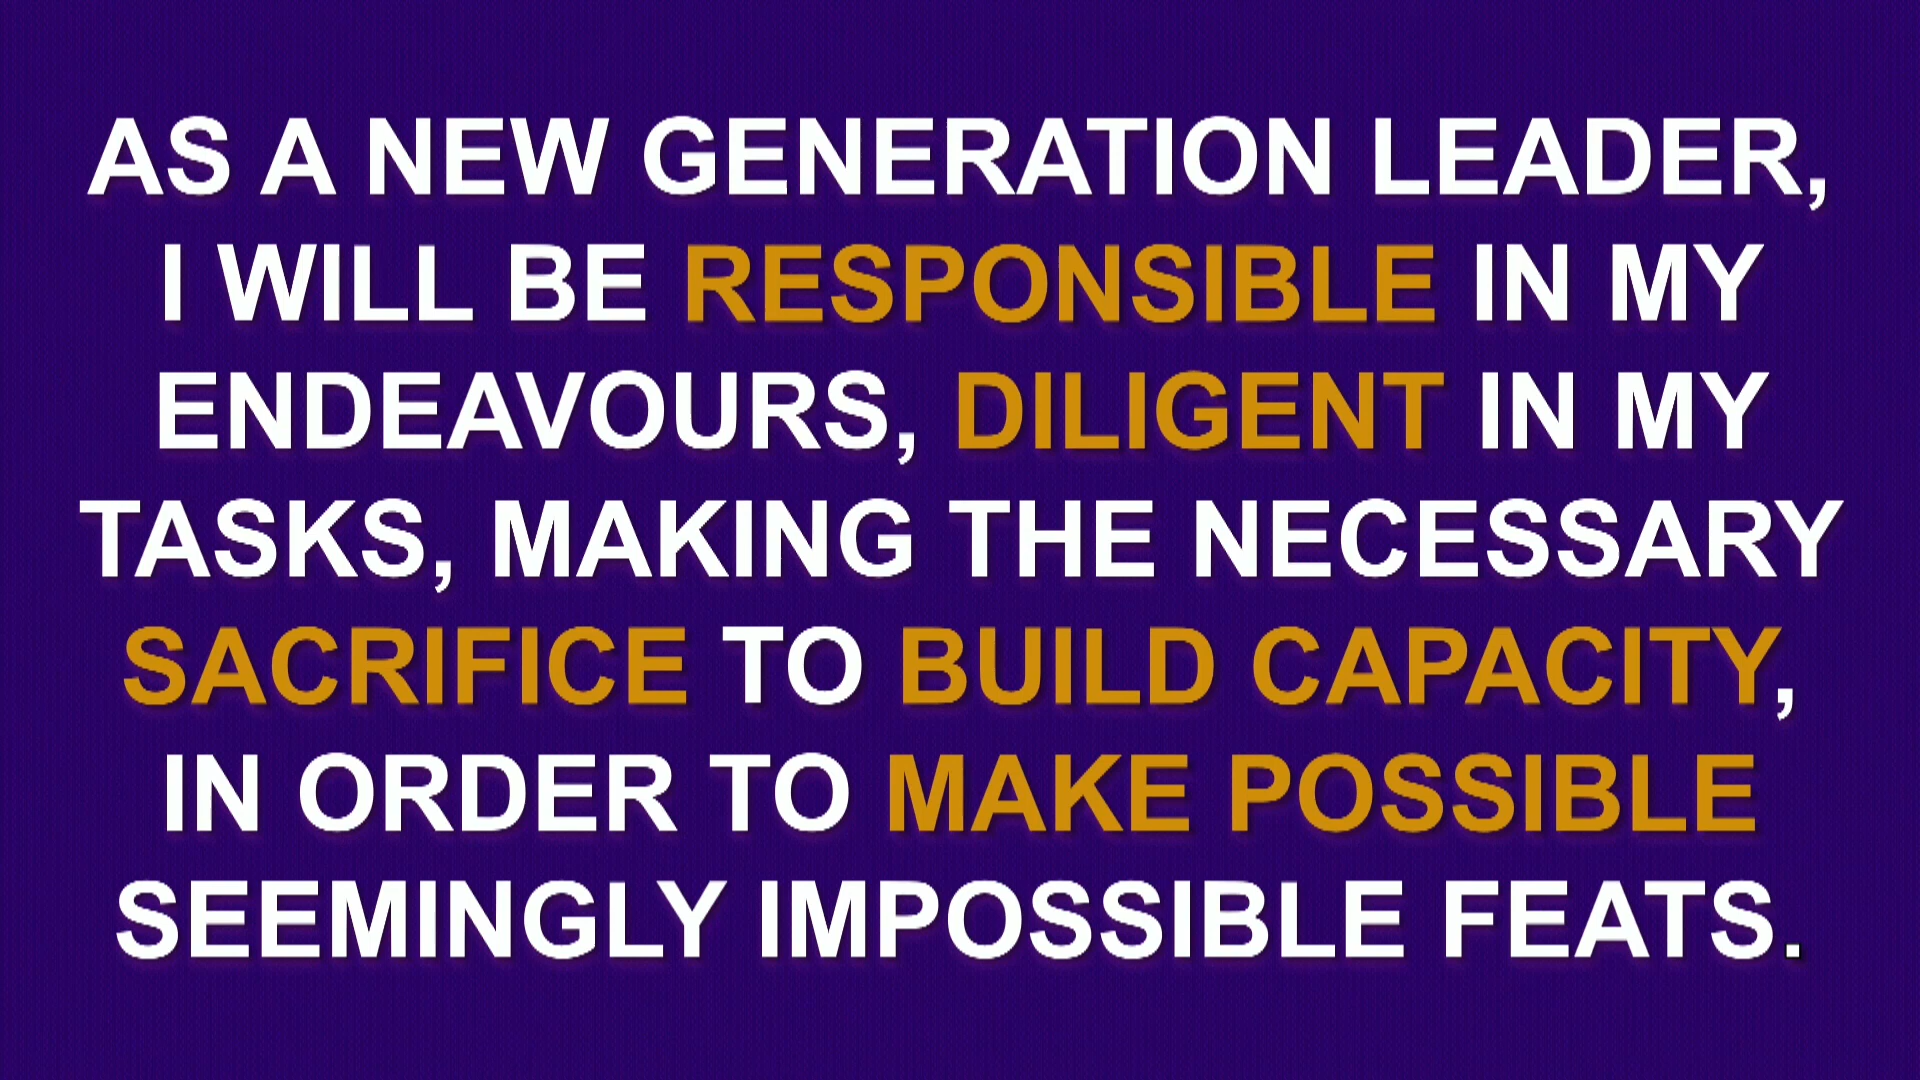 AS A NEW GENERATION LEADER,
I WILL BE RESPONSIBLE IN MY
ENDEAVOURS, DILIGENT IN MY
TASKS, MAKING THE NECESSARY
SACRIFICE TO BUILD CAPACITY,
IN ORDER TO MAKE POSSIBLE
SEEMINGLY IMPOSSIBLE FEATS.